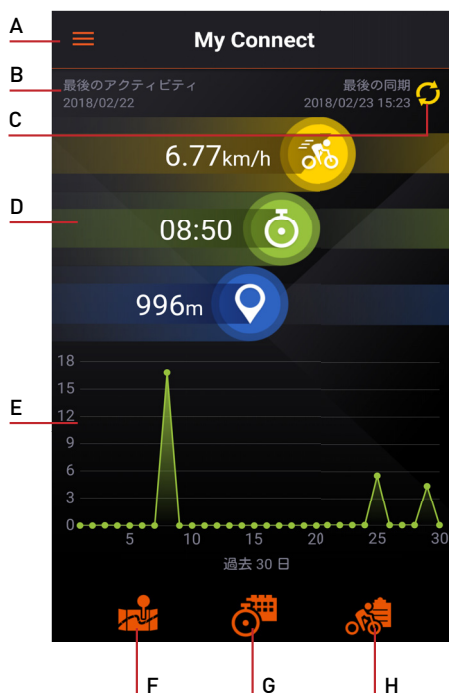 A
My Connect
B
最後のアクティビティ
2018/02/22
最後の同期
2018/02/23 15:23
C
6.77km/h
D
08:50
996m
18
15
E
12
9
6
3
0
5 10 15 20 25 30
過去 30 日
F G H